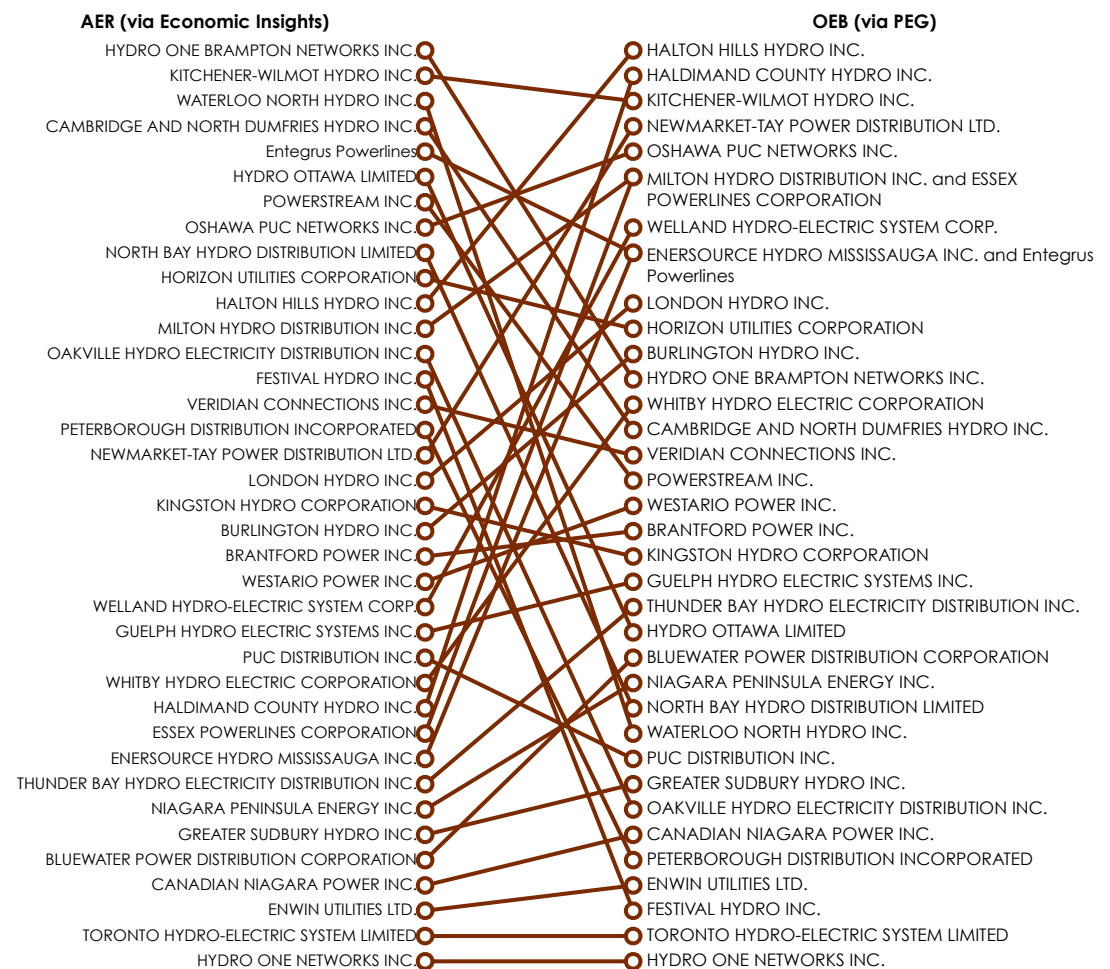 AER (via Economic Insights)
HYDRO ONE BRAMPTON NETWORKS INC.
KITCHENER-WILMOT HYDRO INC.
WATERLOO NORTH HYDRO INC.
CAMBRIDGE AND NORTH DUMFRIES HYDRO INC.
Entegrus Powerlines
HYDRO OTTAWA LIMITED
POWERSTREAM INC.
OSHAWA PUC NETWORKS INC.
NORTH BAY HYDRO DISTRIBUTION LIMITED
HORIZON UTILITIES CORPORATION
HALTON HILLS HYDRO INC.
MILTON HYDRO DISTRIBUTION INC.
OAKVILLE HYDRO ELECTRICITY DISTRIBUTION INC.
FESTIVAL HYDRO INC.
VERIDIAN CONNECTIONS INC.
PETERBOROUGH DISTRIBUTION INCORPORATED
NEWMARKET-TAY POWER DISTRIBUTION LTD.
LONDON HYDRO INC.
KINGSTON HYDRO CORPORATION
BURLINGTON HYDRO INC.
BRANTFORD POWER INC.
WESTARIO POWER INC.
WELLAND HYDRO-ELECTRIC SYSTEM CORP.
GUELPH HYDRO ELECTRIC SYSTEMS INC.
PUC DISTRIBUTION INC.
WHITBY HYDRO ELECTRIC CORPORATION
HALDIMAND COUNTY HYDRO INC.
ESSEX POWERLINES CORPORATION
ENERSOURCE HYDRO MISSISSAUGA INC.
THUNDER BAY HYDRO ELECTRICITY DISTRIBUTION INC.
NIAGARA PENINSULA ENERGY INC.
GREATER SUDBURY HYDRO INC.
BLUEWATER POWER DISTRIBUTION CORPORATION
CANADIAN NIAGARA POWER INC.
ENWIN UTILITIES LTD.
TORONTO HYDRO-ELECTRIC SYSTEM LIMITED
HYDRO ONE NETWORKS INC.
OEB (via PEG)
HALTON HILLS HYDRO INC.
HALDIMAND COUNTY HYDRO INC.
KITCHENER-WILMOT HYDRO INC.
NEWMARKET-TAY POWER DISTRIBUTION LTD.
OSHAWA PUC NETWORKS INC.
MILTON HYDRO DISTRIBUTION INC. and ESSEX
POWERLINES CORPORATION
WELLAND HYDRO-ELECTRIC SYSTEM CORP.
ENERSOURCE HYDRO MISSISSAUGA INC. and Entegrus
Powerlines
LONDON HYDRO INC.
HORIZON UTILITIES CORPORATION
BURLINGTON HYDRO INC.
HYDRO ONE BRAMPTON NETWORKS INC.
WHITBY HYDRO ELECTRIC CORPORATION
CAMBRIDGE AND NORTH DUMFRIES HYDRO INC.
VERIDIAN CONNECTIONS INC.
POWERSTREAM INC.
WESTARIO POWER INC.
BRANTFORD POWER INC.
KINGSTON HYDRO CORPORATION
GUELPH HYDRO ELECTRIC SYSTEMS INC.
THUNDER BAY HYDRO ELECTRICITY DISTRIBUTION INC.
HYDRO OTTAWA LIMITED
BLUEWATER POWER DISTRIBUTION CORPORATION
NIAGARA PENINSULA ENERGY INC.
NORTH BAY HYDRO DISTRIBUTION LIMITED
WATERLOO NORTH HYDRO INC.
PUC DISTRIBUTION INC.
GREATER SUDBURY HYDRO INC.
OAKVILLE HYDRO ELECTRICITY DISTRIBUTION INC.
CANADIAN NIAGARA POWER INC.
PETERBOROUGH DISTRIBUTION INCORPORATED
ENWIN UTILITIES LTD.
FESTIVAL HYDRO INC.
TORONTO HYDRO-ELECTRIC SYSTEM LIMITED
HYDRO ONE NETWORKS INC.